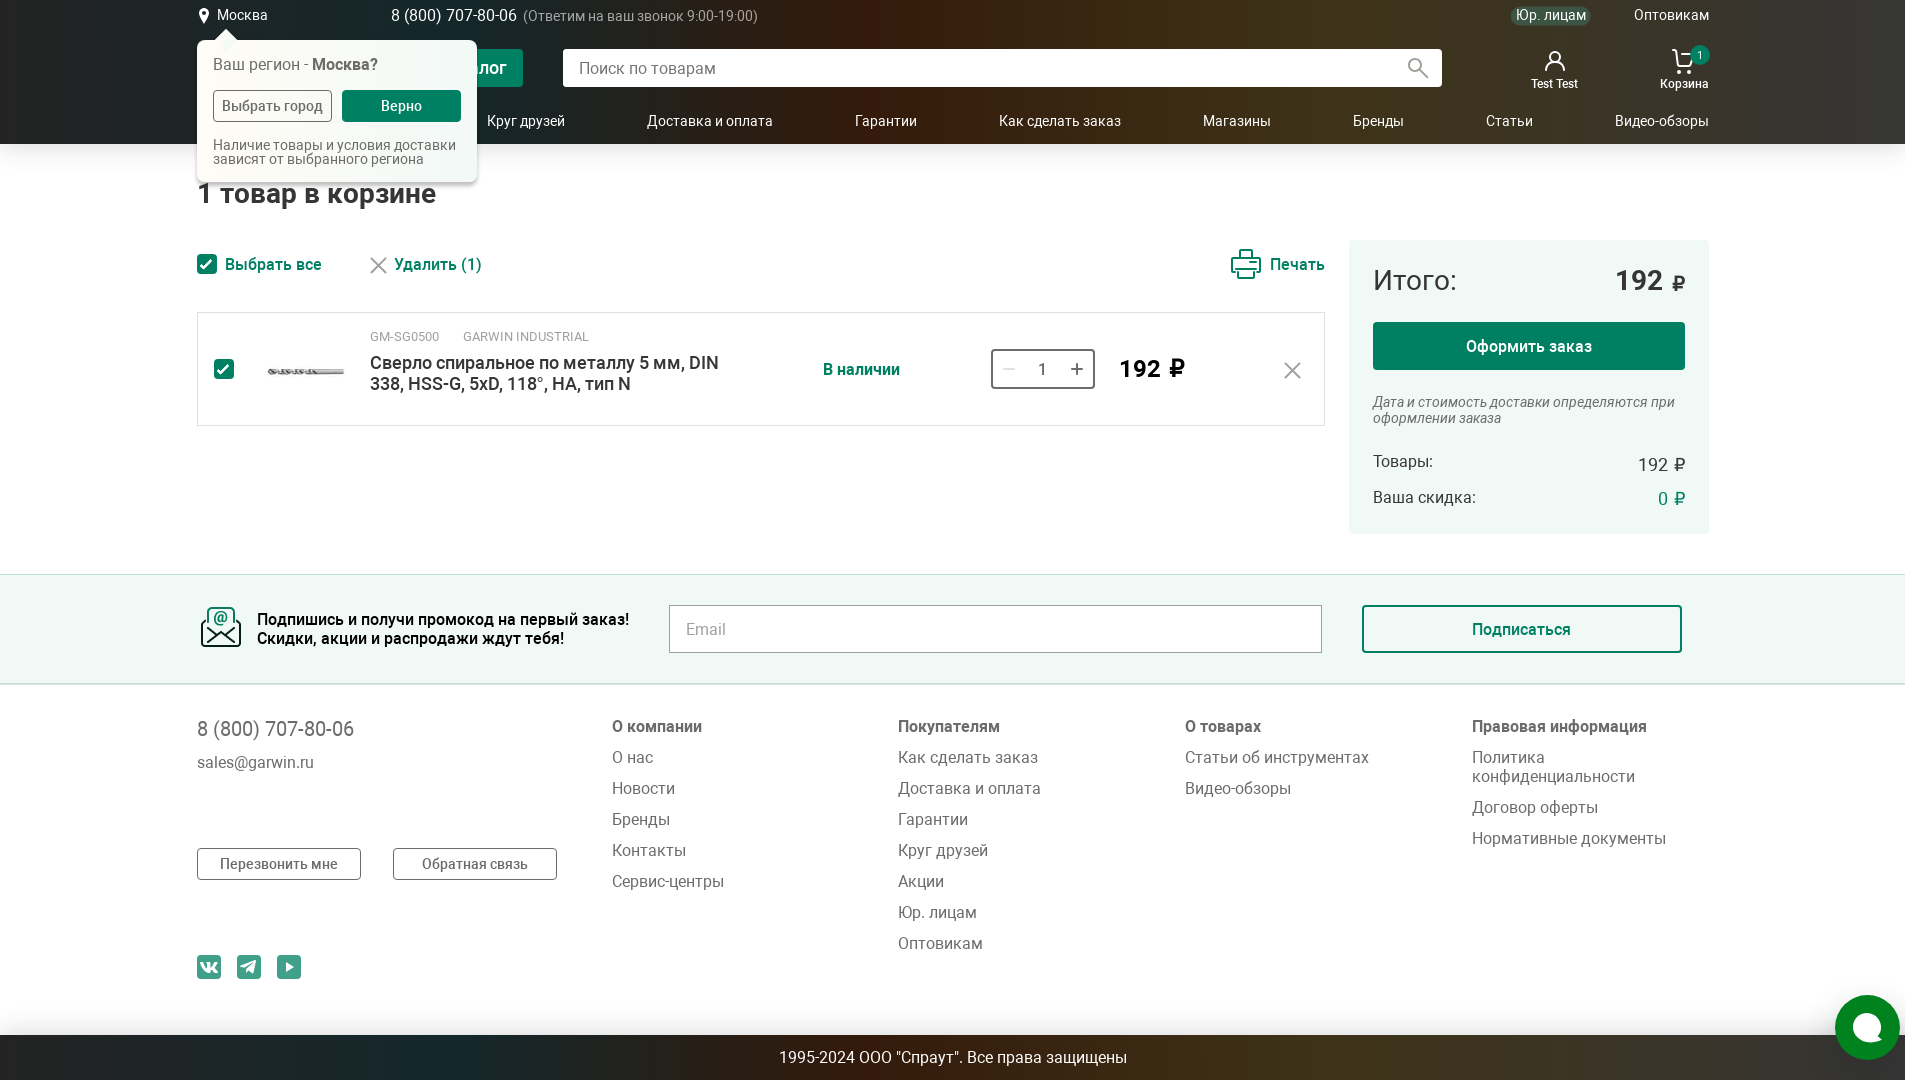 Москва
8 (800) 707-80-06 (Ответим на ваш звонок 9:00-19:00)
Юр. лицам
Оптовикам
Ваш регион - Москва?
Выбрать город
Верно
Наличие товары и условия доставки
зависят от выбранного региона
Поиск по товарам
Test Test
1
Корзина
Круг друзей
Доставка и оплата
Гарантии
Как сделать заказ
Магазины
Бренды
Статьи
Видео-обзоры
1 товар в корзине
Выбрать все
Удалить (1)
Печать
GM-SG0500 GARWIN INDUSTRIAL
Сверло спиральное по металлу 5 мм, DIN
338, HSS-G, 5xD, 118°, HA, тип N
В наличии
1
192 ₽
Итого: 192 ₽
Оформить заказ
Дата и стоимость доставки определяются при
оформлении заказа
Товары: 192 ₽
Ваша скидка: 0 ₽
Подпишись и получи промокод на первый заказ!
Скидки, акции и распродажи ждут тебя!
Email
Подписаться
8 (800) 707-80-06
sales@garwin.ru
Перезвонить мне
Обратная связь
О компании
О нас
Новости
Бренды
Контакты
Сервис-центры
Покупателям
Как сделать заказ
Доставка и оплата
Гарантии
Круг друзей
Акции
Юр. лицам
Оптовикам
О товарах
Статьи об инструментах
Видео-обзоры
Правовая информация
Политика
конфиденциальности
Договор оферты
Нормативные документы
1995-2024 ООО "Спраут". Все права защищены